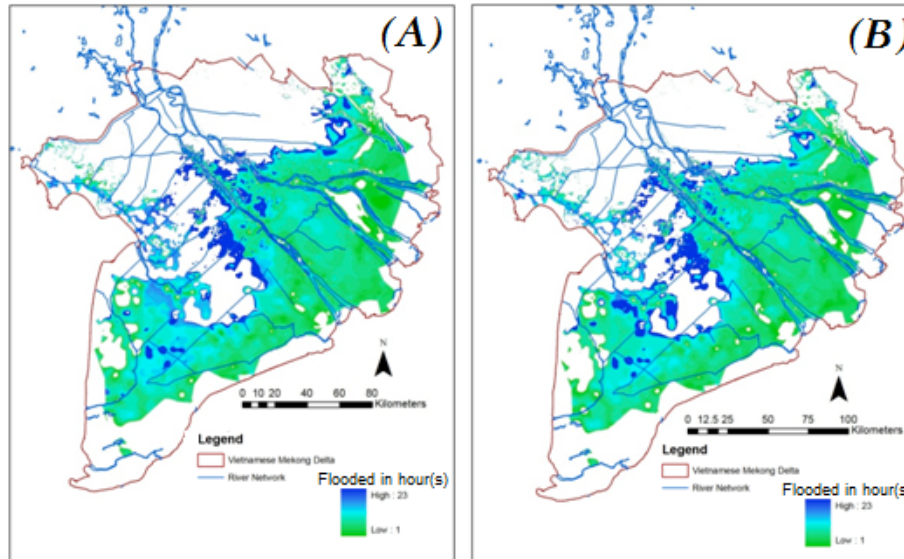 (A)
N
0 10 20 40 60 80
Kilometers
Legend
Vietnamese Mekong Delta
River Network
Flooded in hour(s)
High : 23
Low : 1
(B)
N
0 12.5 25 50 75 100
Kilometers
Legend
Vietnamese Mekong Delta
River Network
Flooded in hour(s
High : 23
Low : 1